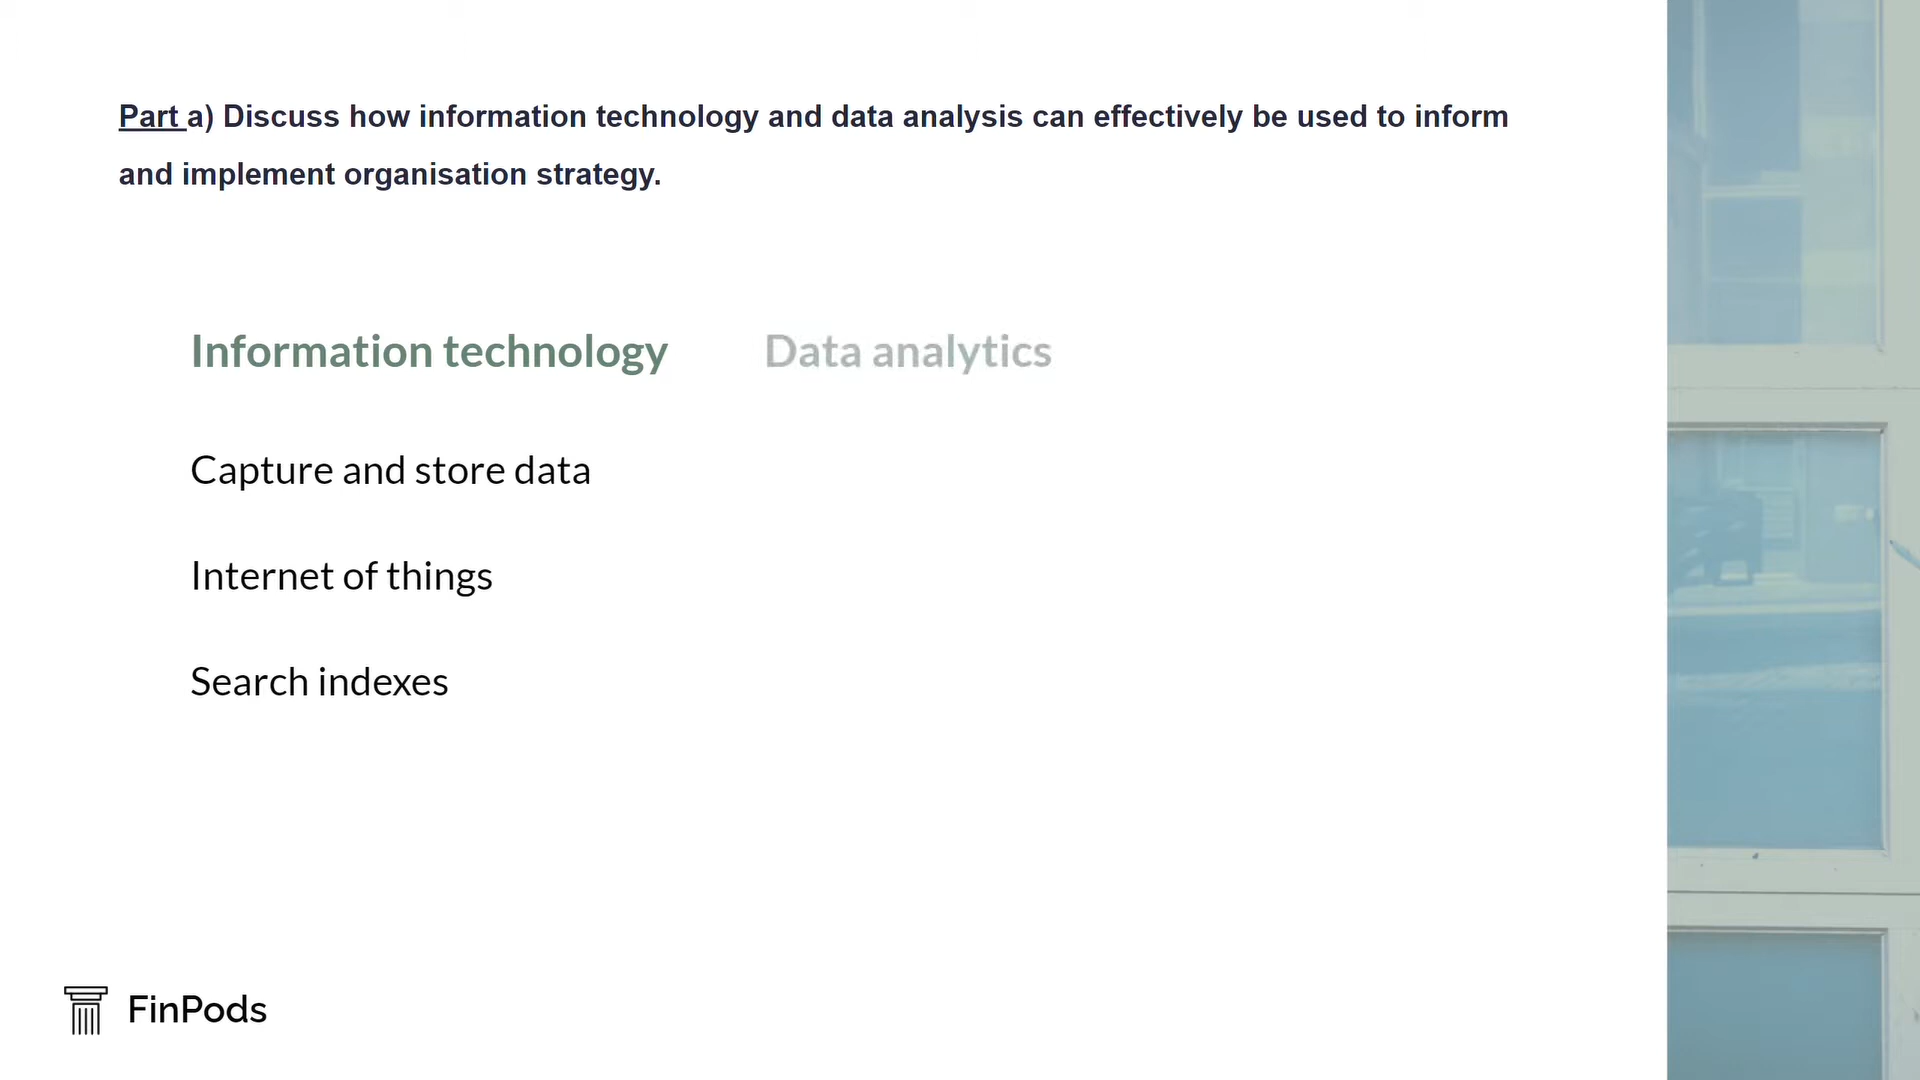 Part a) Discuss how information technology and data analysis can effectively be used to inform
and implement organisation strategy.
Information technology
Data analytics
Capture and store data
Internet of things
Search indexes
FinPods